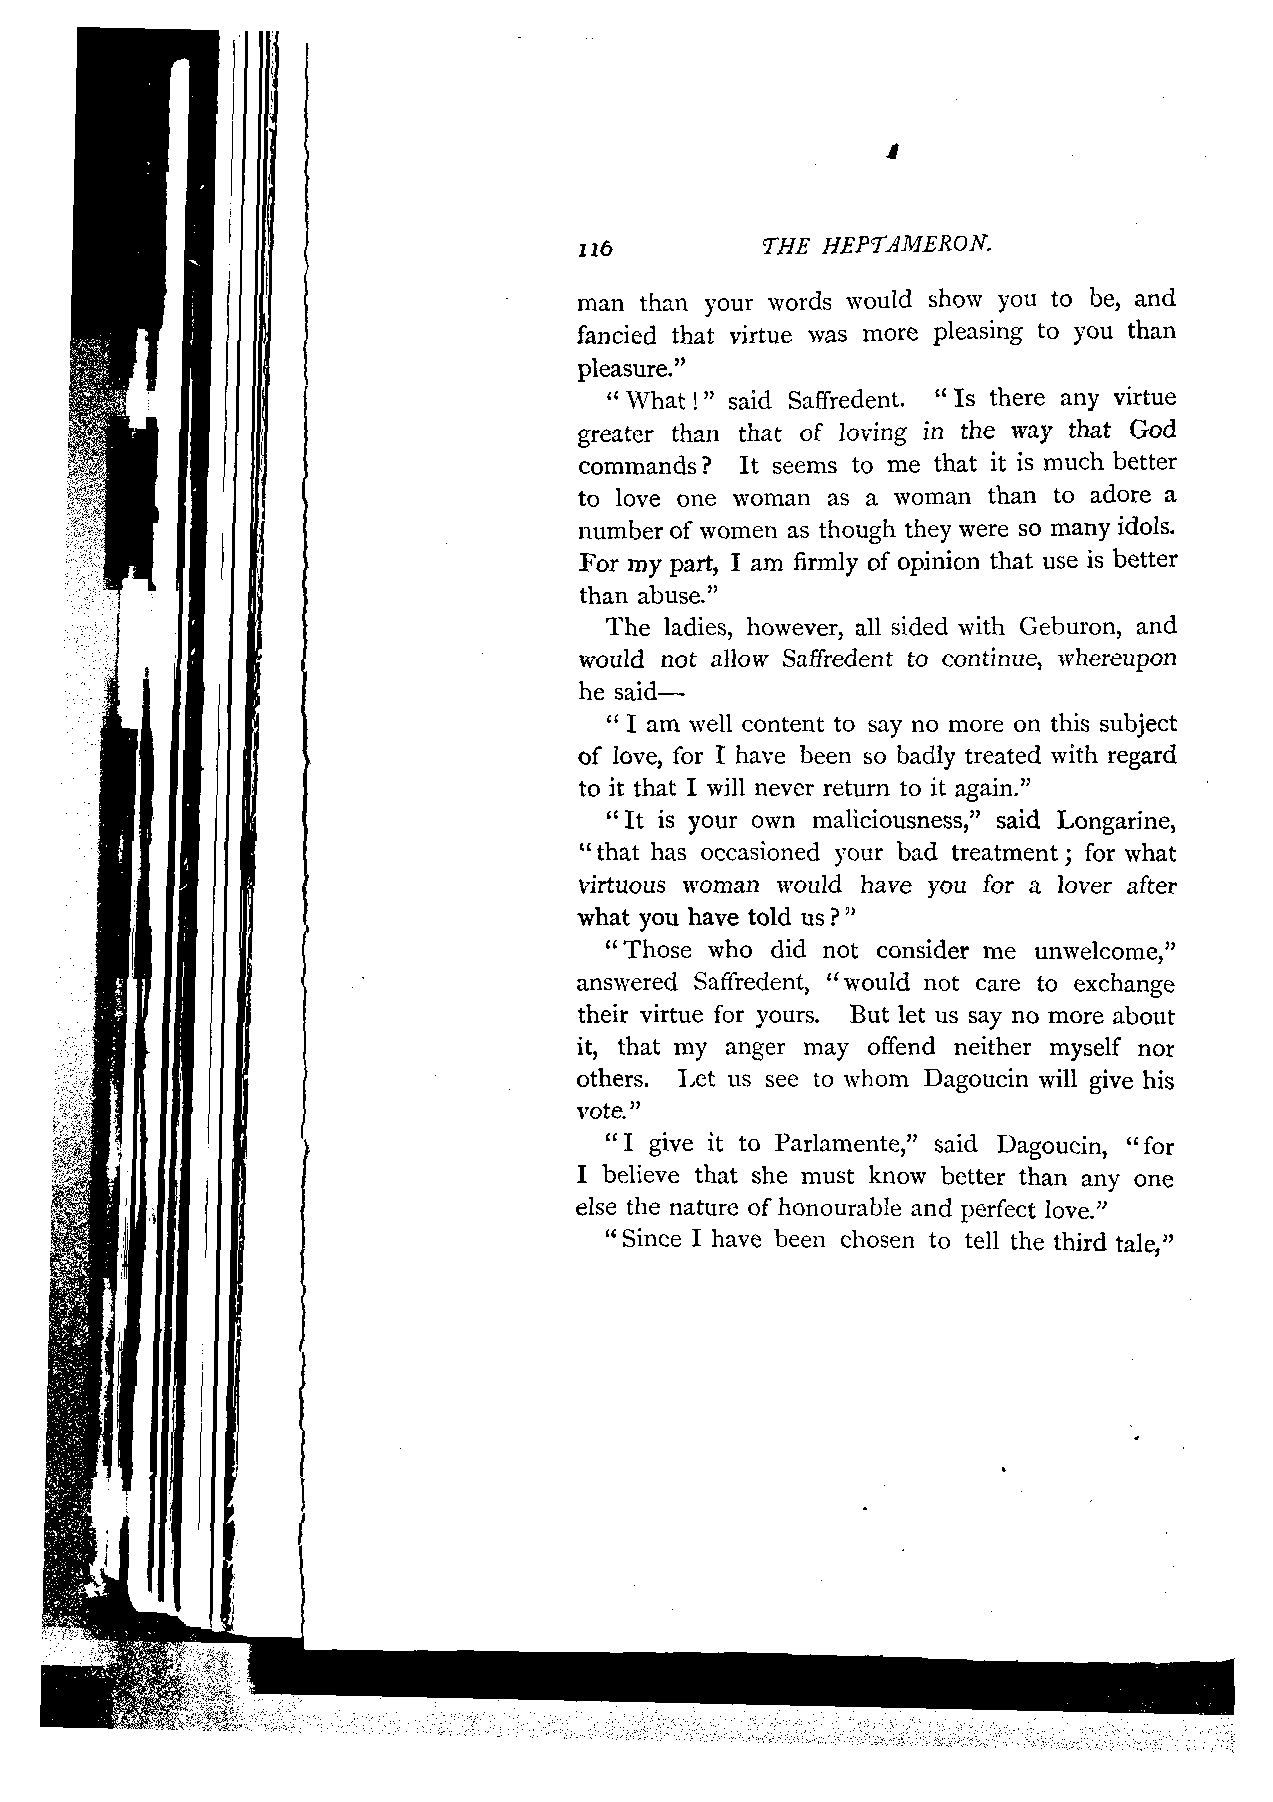 116 THE HEPTAMERON.
man than your words would show you to be, and
fancied that virtue was more pleasing to you than
pleasure.”
“ What ! ” said Saffredent. “ Is there any virtue
greater than that of loving in the way that God
commands ? It seems to me that it is much better
to love one woman as a woman than to adore a
number of women as though they were so many idols.
For my part, I am firmly of opinion that use is better
than abuse.”
The ladies, however, all sided with Geburon, and
would not allow Saffredent to continue, whereupon
he said—
“ I am well content to say no more on this subject
of love, for I have been so badly treated with regard
to it that I will never return to it again.”
“ It is your own maliciousness,” said Longarine,
“ that has occasioned your bad treatment ; for what
virtuous woman would have you for a lover after
what you have told us ? ”
“ Those who did not consider me unwelcome,”
answered Saffredent, “ would not care to exchange
their virtue for yours. But let us say no more about
it, that my anger may offend neither myself nor
others. Let us see to whom Dagoucin will give his
vote.”
“ I give it to Parlamente,” said Dagoucin, “ for
I believe that she must know better than any one
else the nature of honourable and perfect love.”
“ Since I have been chosen to tell the third tale,”